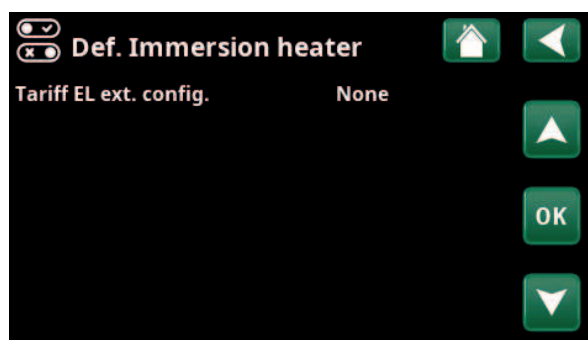 Def. Immersion heater
Tariff EL ext. config. None
OK